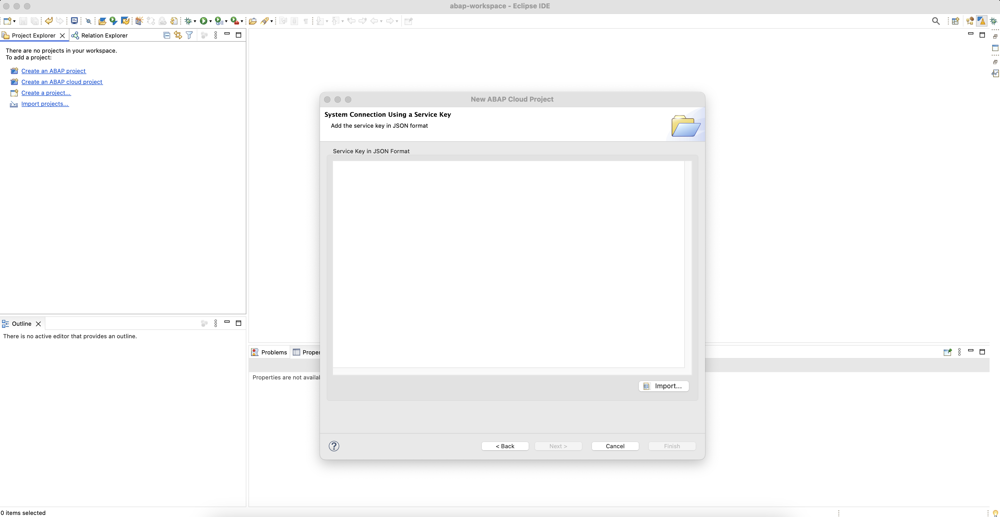 abap-workspace - Eclipse IDE
Project Explorer
Relation Explorer
There are no projects in your workspace.
To add a project:
Create an ABAP project
Create an ABAP cloud project
Create a project...
Import projects...
New ABAP Cloud Project
System Connection Using a Service Key
Add the service key in JSON format
Service Key in JSON Format
Import...
?
< Back
Next >
Cancel
Finish
Outline
There is no active editor that provides an outline.
Problems
Proper
Properties are not availab
0 items selected